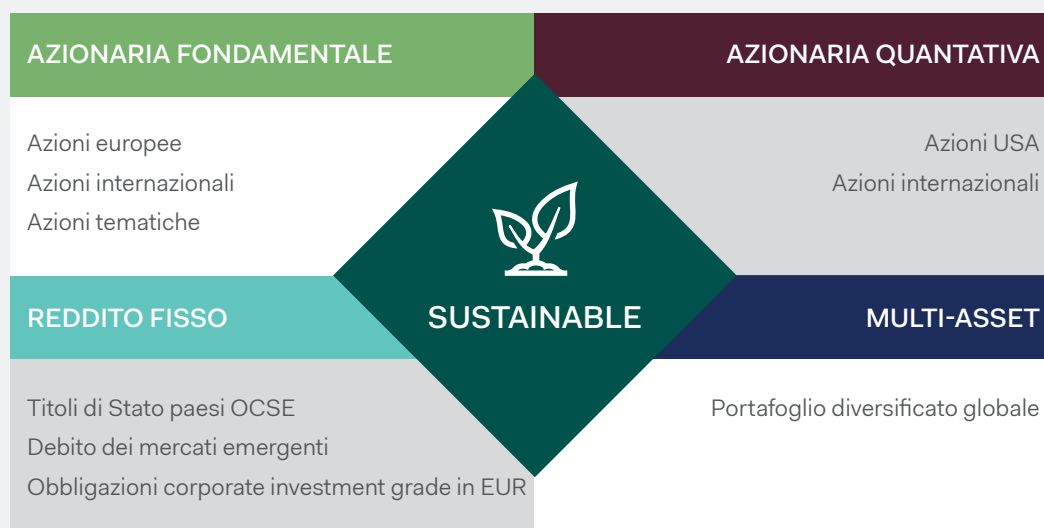 AZIONARIA FONDAMENTALE
Azioni europee
Azioni internazionali
Azioni tematiche
AZIONARIA QUANTATIVA
Azioni USA
Azioni internazionali
SUSTAINABLE
REDDITO FISSO
Titoli di Stato paesi OCSE
Debito dei mercati emergenti
Obbligazioni corporate investment grade in EUR
MULTI-ASSET
Portafoglio diversificato globale